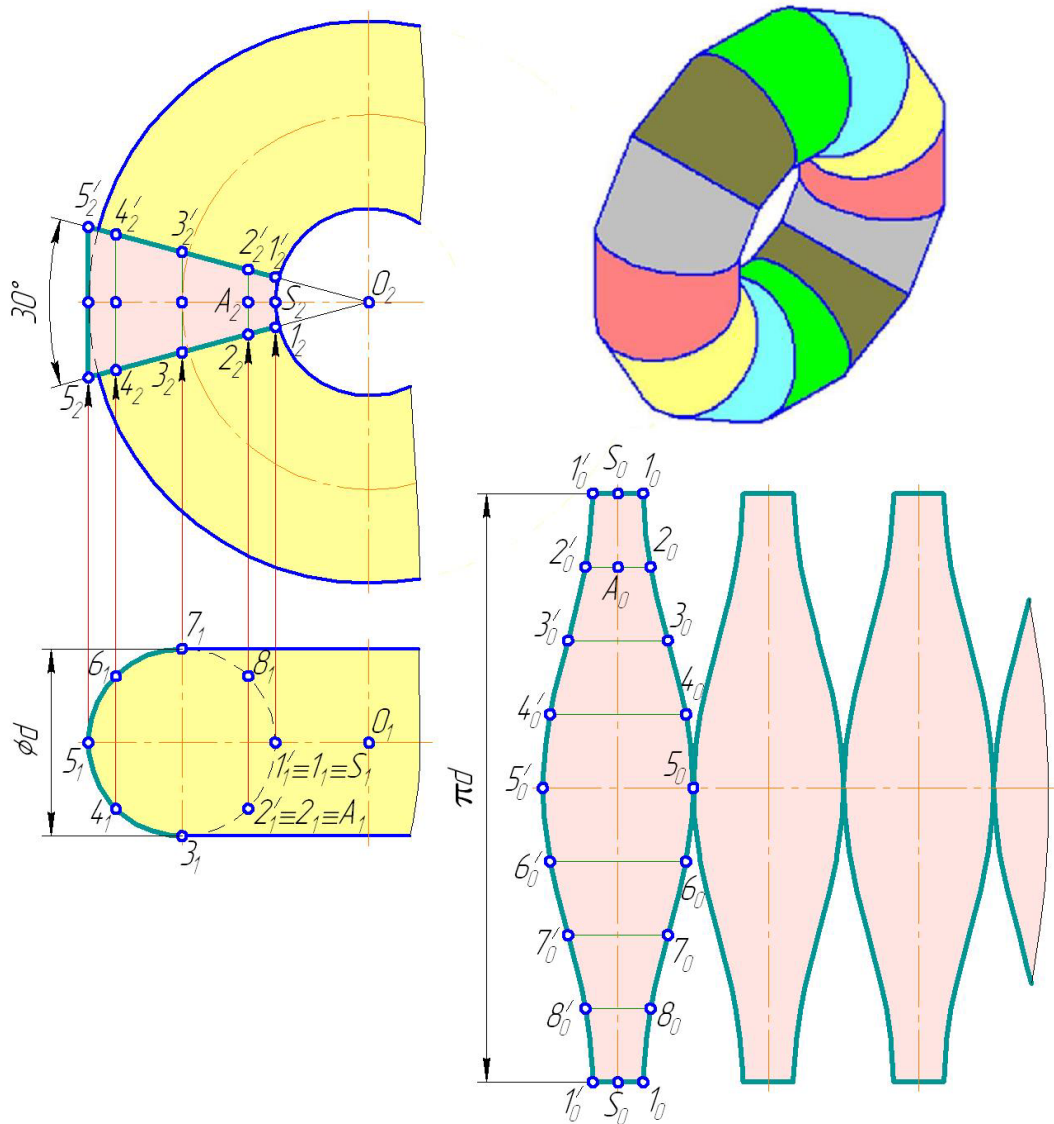 5′₂ 4′₂ 3′₂ 2′₂ 1′₂
30°
A₂ S₂ O₂
5₂ 4₂ 3₂ 2₂ 1₂
7₁
6₁ 8₁
⌀d
5₁ 1′₁≡1₁≡S₁ O₁
4₁ 2′₁≡2₁≡A₁
3₁
1′₀ S₀ 1₀
2′₀ 2₀
A₀
3′₀ 3₀
4′₀ 4₀
πd
5′₀ 5₀
6′₀ 6₀
7′₀ 7₀
8′₀ 8₀
1′₀ S₀ 1₀